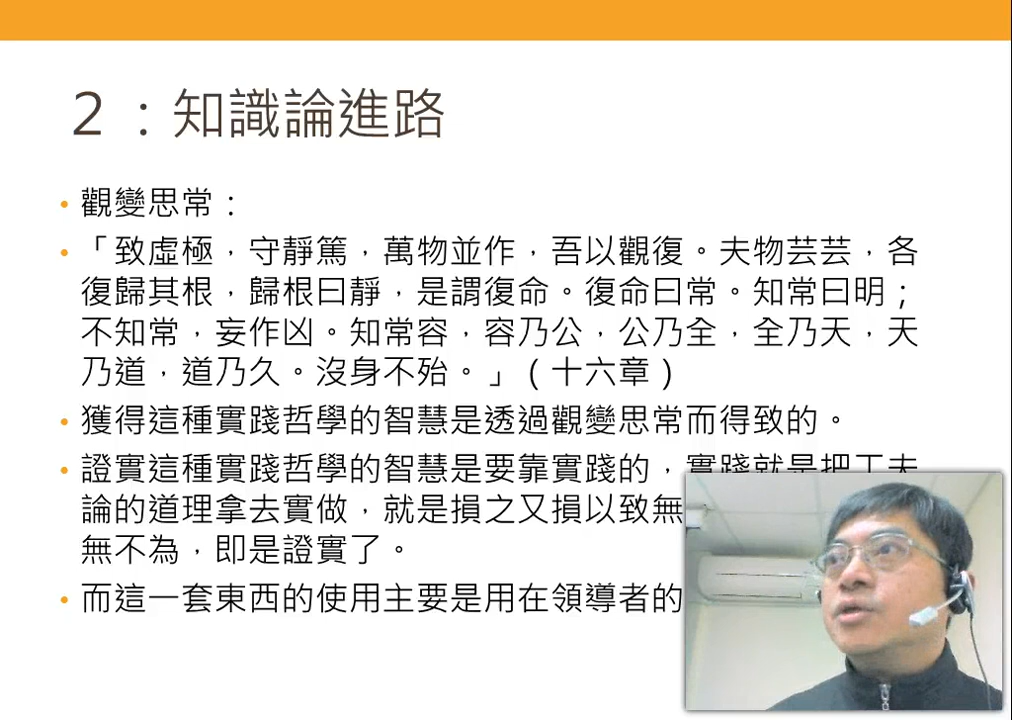 2：知識論進路
• 觀變思常：
• 「致虛極，守靜篤，萬物並作，吾以觀復。夫物芸芸，各
復歸其根，歸根曰靜，是謂復命。復命曰常。知常曰明；
不知常，妄作凶。知常容，容乃公，公乃全，全乃天，天
乃道，道乃久。沒身不殆。」（十六章）
• 獲得這種實踐哲學的智慧是透過觀變思常而得致的。
• 證實這種實踐哲學的智慧是要靠實踐的，實踐就是把工夫
論的道理拿去實做，就是損之又損以致無
無不為，即是證實了。
• 而這一套東西的使用主要是用在領導者的